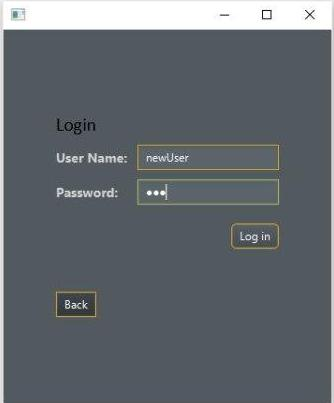 Login
User Name: newUser
Password: •••
Log in
Back